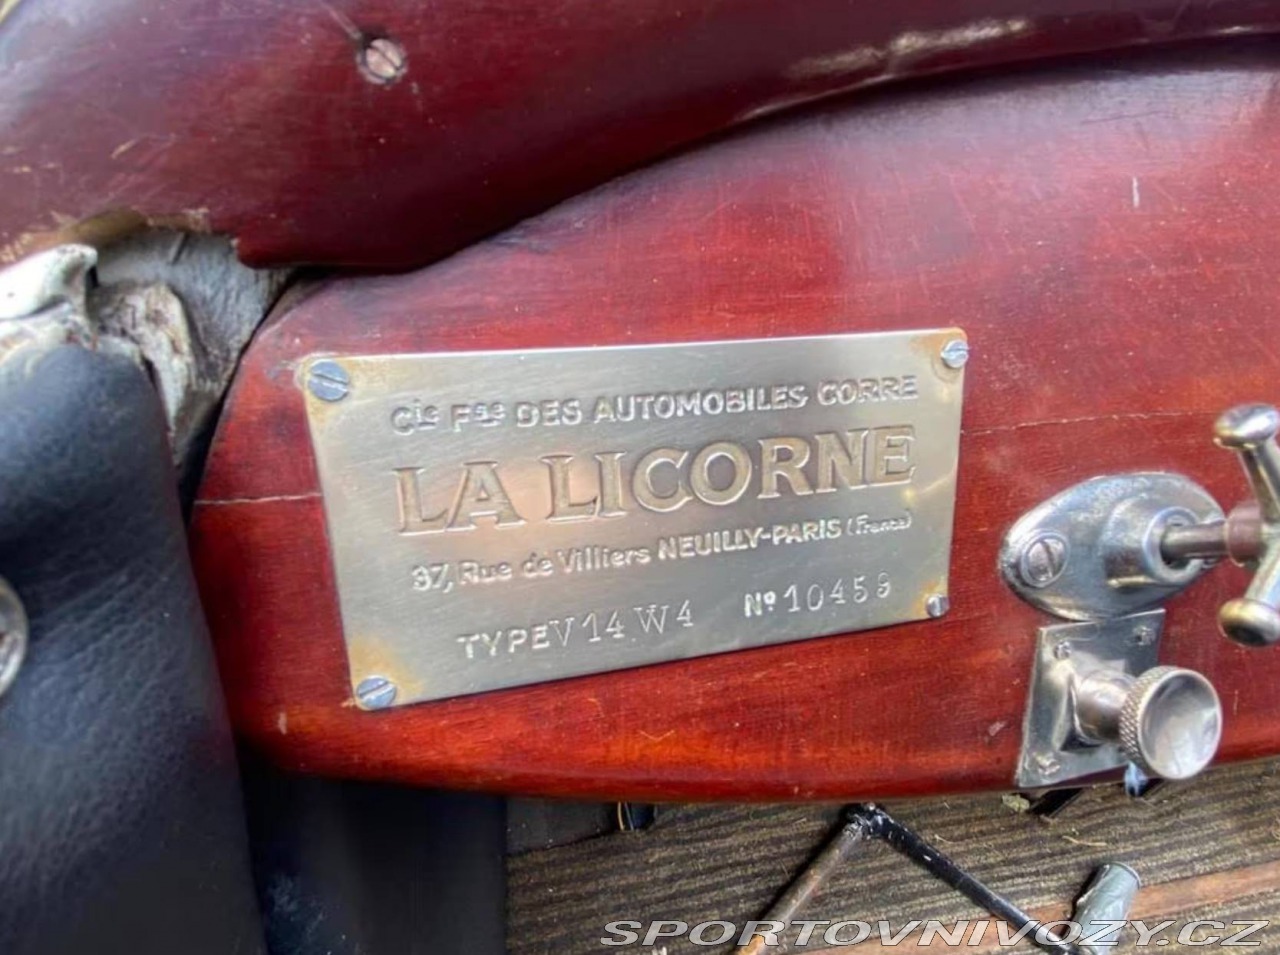 Cie Fse DES AUTOMOBILES CORRE
LA LICORNE
37, Rue de Villiers NEUILLY-PARIS (France)
TYPE V14 W4 No 10459
SPORTOVNIVOZY.CZ